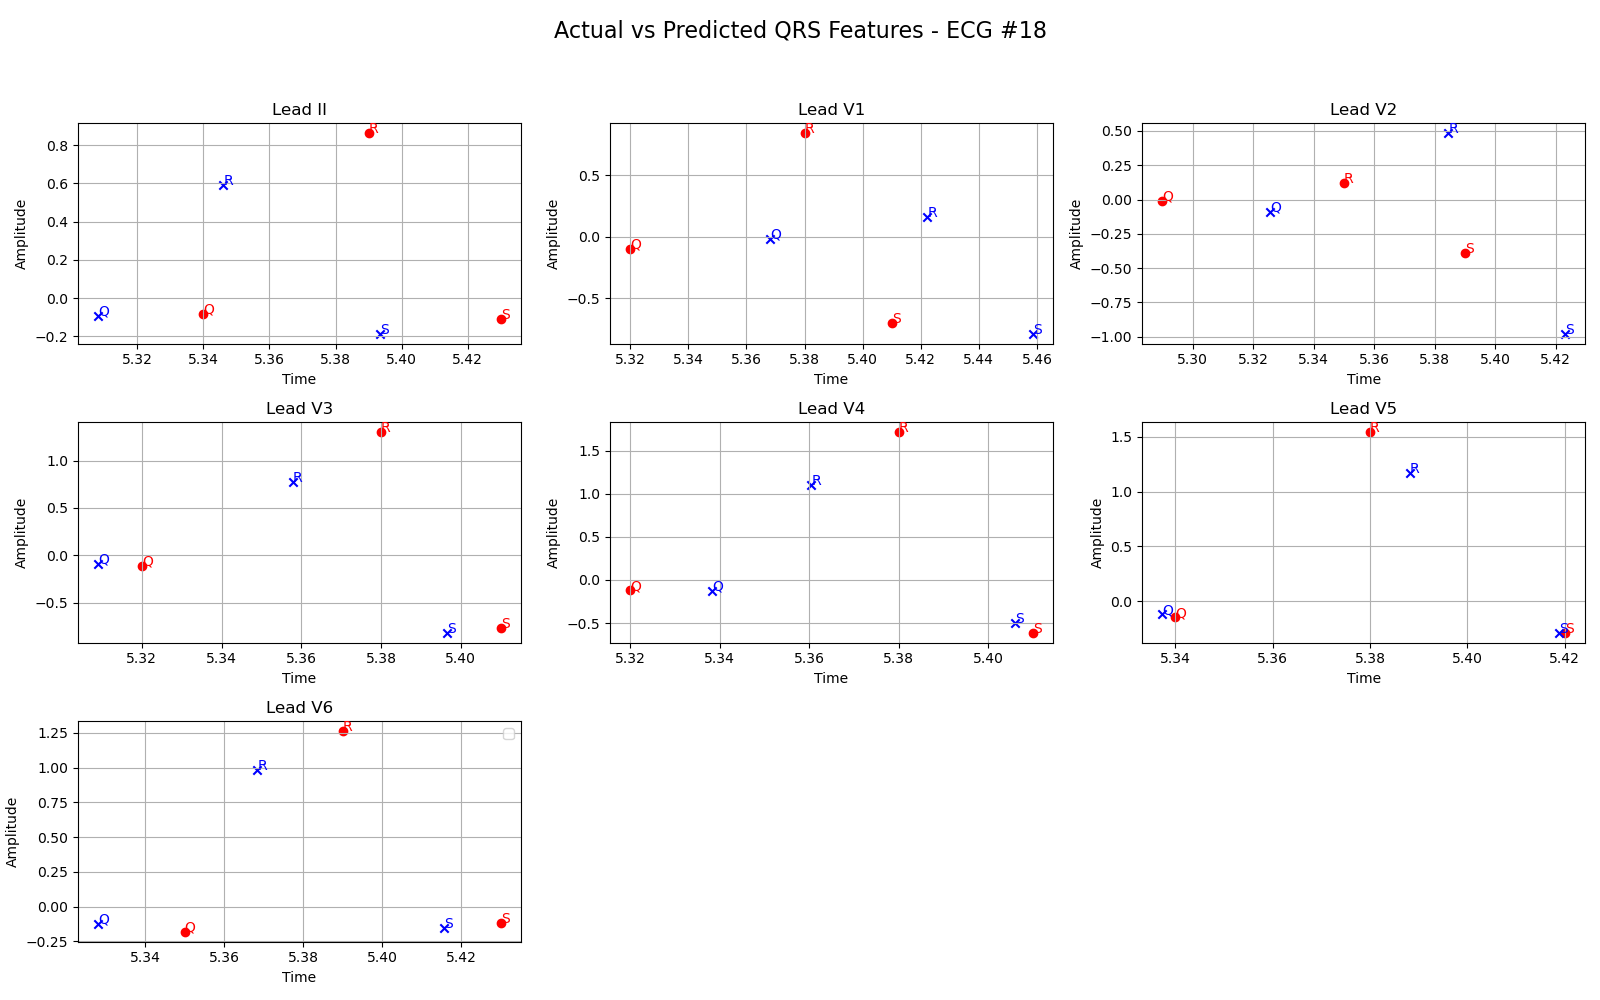 Actual vs Predicted QRS Features - ECG #18
Lead II
Amplitude
0.8
0.6
0.4
0.2
0.0
−0.2
R
R
Q
Q
S
S
5.32 5.34 5.36 5.38 5.40 5.42
Time
Lead V1
Amplitude
0.5
0.0
−0.5
R
R
Q
Q
S
S
5.32 5.34 5.36 5.38 5.40 5.42 5.44 5.46
Time
Lead V2
Amplitude
0.50
0.25
0.00
−0.25
−0.50
−0.75
−1.00
R
R
Q
Q
S
S
5.30 5.32 5.34 5.36 5.38 5.40 5.42
Time
Lead V3
Amplitude
1.0
0.5
0.0
−0.5
R
R
Q
Q
S
S
5.32 5.34 5.36 5.38 5.40
Time
Lead V4
Amplitude
1.5
1.0
0.5
0.0
−0.5
R
R
Q
Q
S
S
5.32 5.34 5.36 5.38 5.40
Time
Lead V5
Amplitude
1.5
1.0
0.5
0.0
R
R
Q
Q
S
S
5.34 5.36 5.38 5.40 5.42
Time
Lead V6
Amplitude
1.25
1.00
0.75
0.50
0.25
0.00
−0.25
R
R
Q
Q
S
S
5.34 5.36 5.38 5.40 5.42
Time